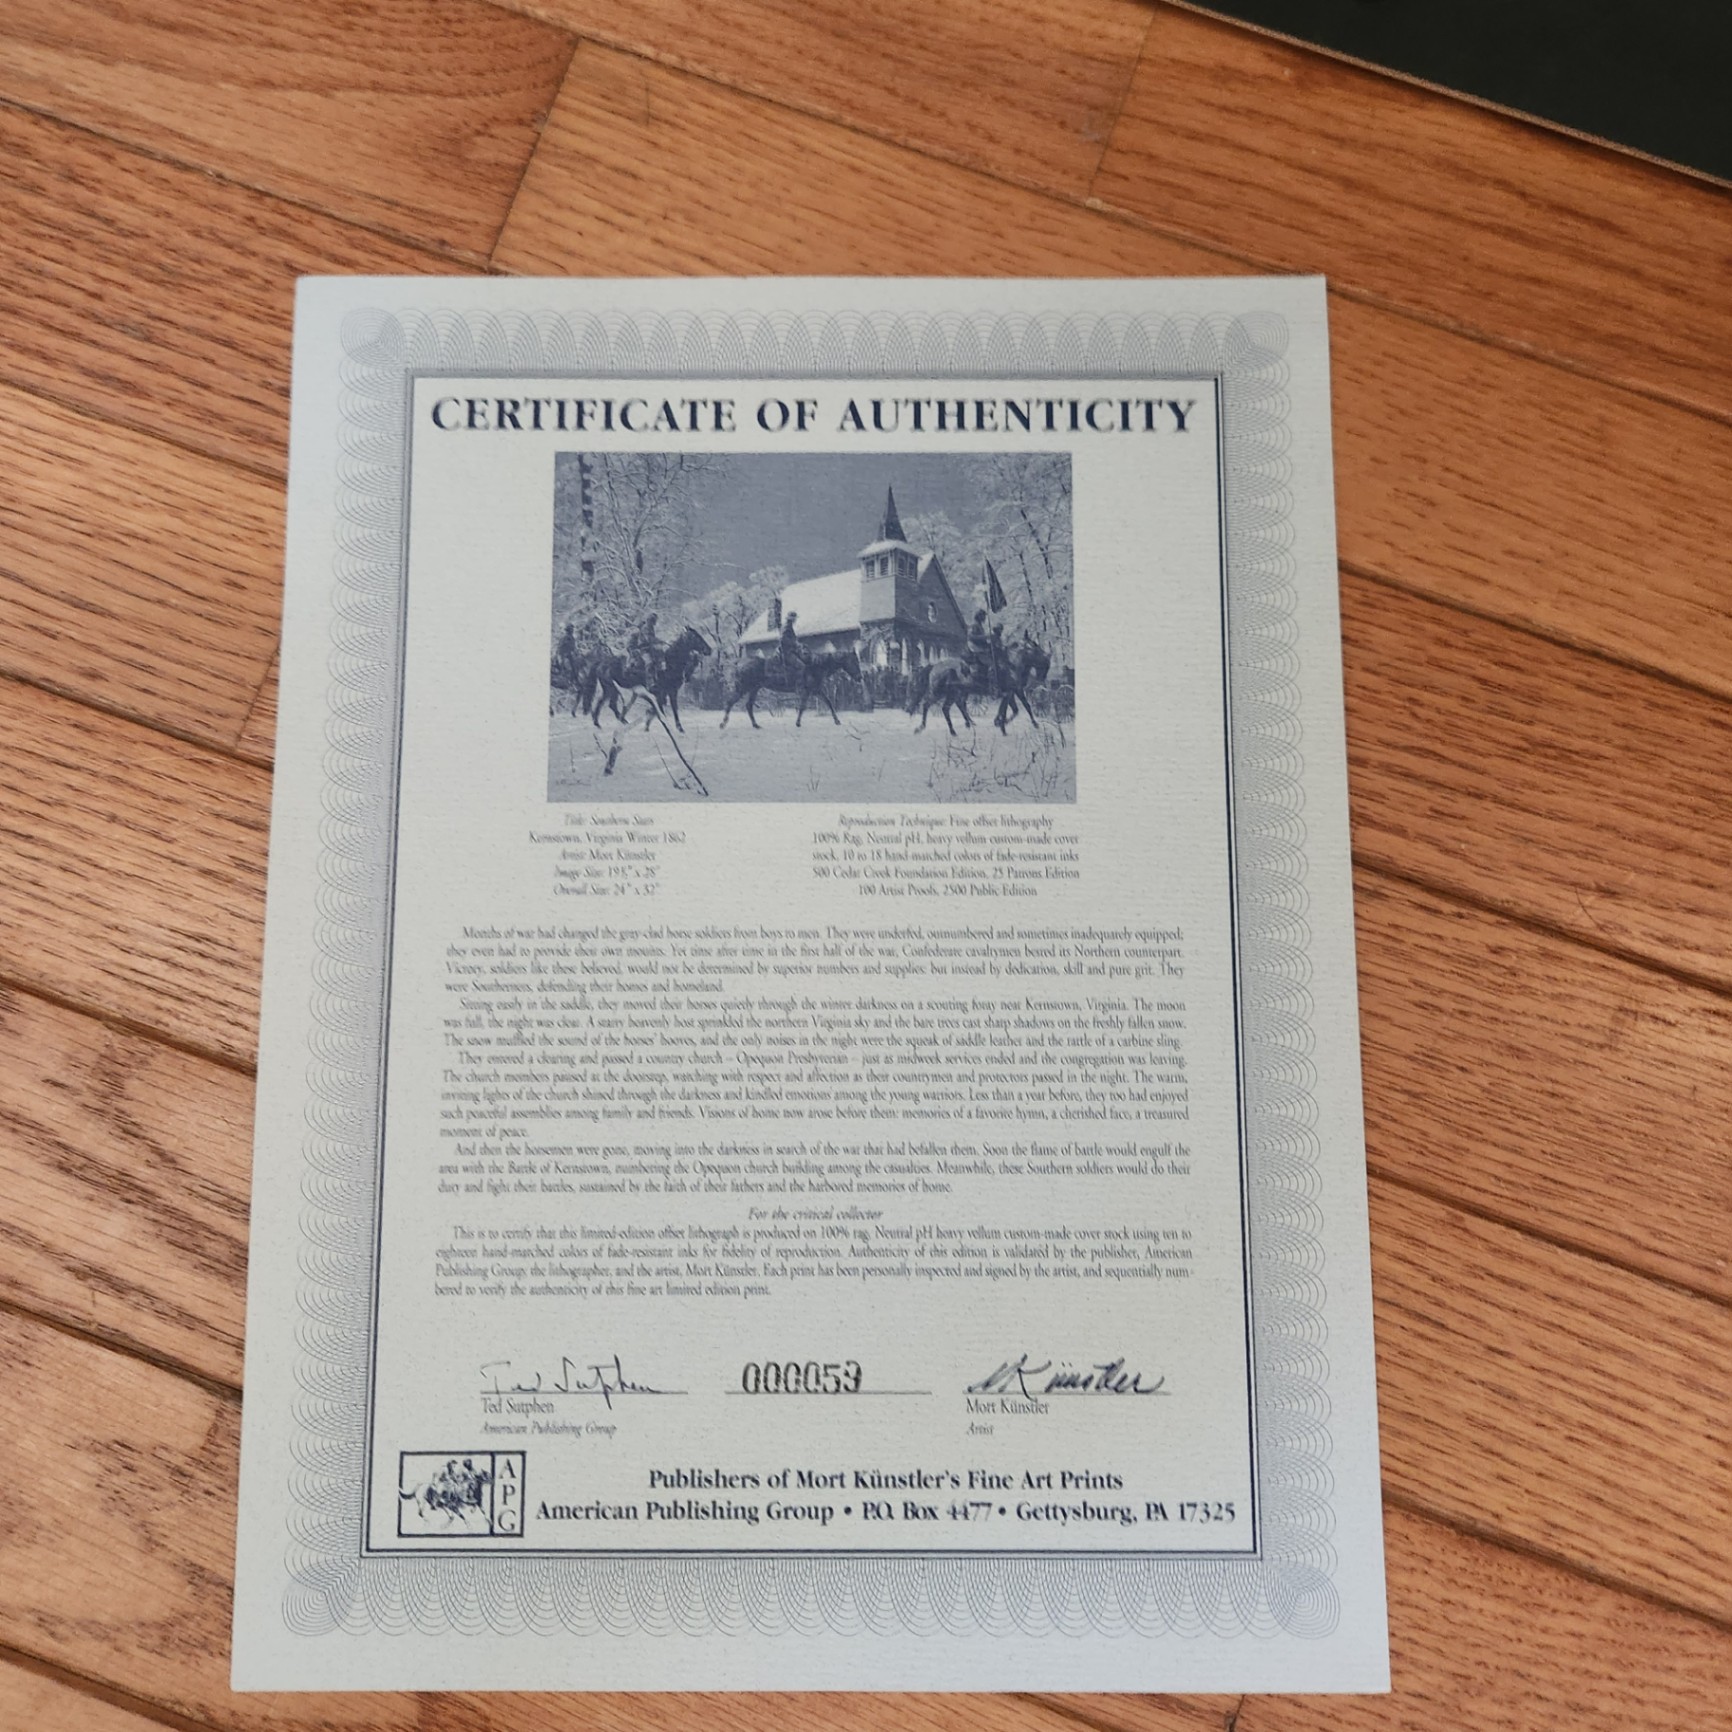 CERTIFICATE OF AUTHENTICITY
Title: Southern Stars
Kernstown, Virginia Winter 1862
Artist: Mort Künstler
Image Size: x 28"
Overall Size: 24" x 32"
Reproduction Technique: Fine offset lithography
100% Rag, Neutral pH, heavy vellum custom-made cover
stock, 10 to 18 hand-matched colors of fade-resistant inks
500 Cedar Creek Foundation Edition, 25 Patrons Edition
100 Artist Proofs, 2500 Public Edition
Months of war had changed the gray-clad horse soldiers from boys to men. They were underfed, outnumbered and sometimes inadequately equipped;
they even had to provide their own mounts. Yet time after time in the first half of the war, Confederate cavalrymen bested its Northern counterpart.
Victory, soldiers like these believed, would not be determined by superior numbers and supplies; but instead by dedication, skill and pure grit. They
were Southerners, defending their homes and homeland.
Sitting easily in the saddle, they moved their horses quietly through the winter darkness on a scouting foray near Kernstown, Virginia. The moon
was full, the night was clear. A starry heavenly host sprinkled the northern Virginia sky and the bare trees cast sharp shadows on the freshly fallen snow.
The snow muffled the sound of the horses' hooves, and the only noises in the night were the squeak of saddle leather and the rattle of a carbine sling.
They entered a clearing and passed a country church – Opequon Presbyterian – just as midweek services ended and the congregation was leaving.
The church members paused at the doorstep, watching with respect and affection as their countrymen and protectors passed in the night. The warm,
inviting lights of the church shined through the darkness and kindled emotions among the young warriors. Less than a year before, they too had enjoyed
such peaceful assemblies among family and friends. Visions of home now arose before them: memories of a favorite hymn, a cherished face, a treasured
moment of peace.
And then the horsemen were gone, moving into the darkness in search of the war that had befallen them. Soon the flame of battle would engulf the
area with the Battle of Kernstown, numbering the Opequon church building among the casualties. Meanwhile, these Southern soldiers would do their
duty and fight their battles, sustained by the faith of their fathers and the harbored memories of home.
For the critical collector
This is to certify that this limited-edition offset lithograph is produced on 100% rag, Neutral pH heavy vellum custom-made cover stock using ten to
eighteen hand-matched colors of fade-resistant inks for fidelity of reproduction. Authenticity of this edition is validated by the publisher, American
Publishing Group; the lithographer, and the artist, Mort Künstler. Each print has been personally inspected and signed by the artist, and sequentially num-
bered to verify the authenticity of this fine art limited edition print.
Ted Sutphen 000059 M Künstler
Ted Sutphen
American Publishing Group
Mort Künstler
Artist
APG
Publishers of Mort Künstler's Fine Art Prints
American Publishing Group • P.O. Box 4477 • Gettysburg, PA 17325